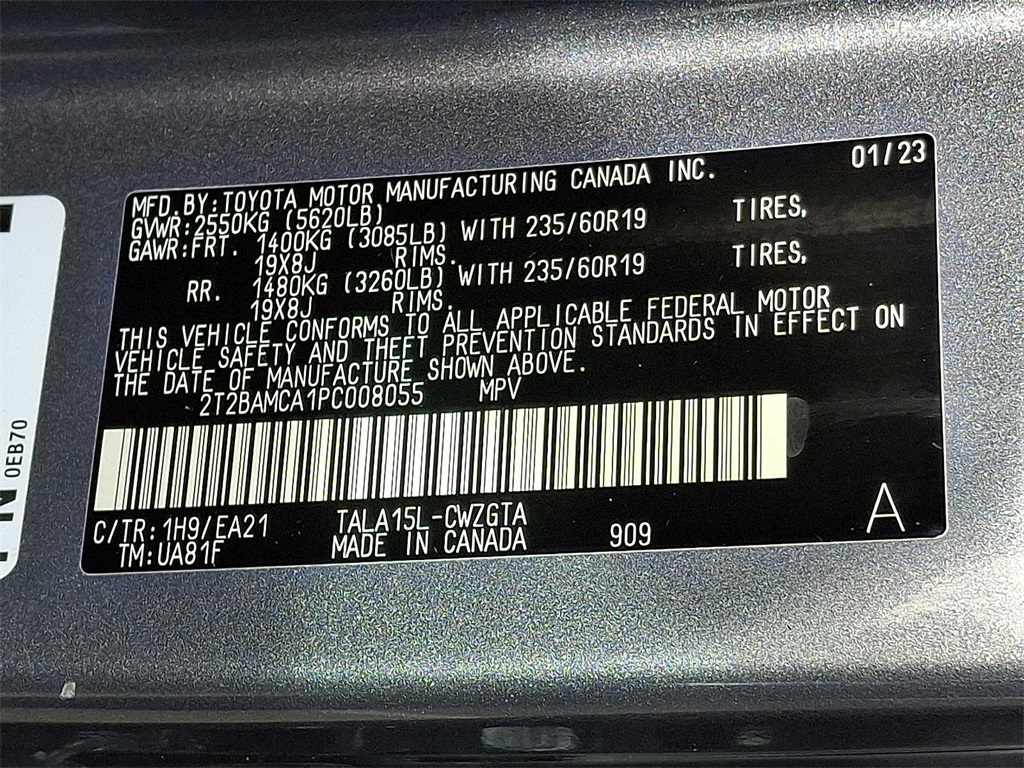 01/23
MFD. BY: TOYOTA MOTOR MANUFACTURING CANADA INC.
GVWR: 2550KG (5620LB)
GAWR: FRT. 1400KG (3085LB) WITH 235/60R19 TIRES,
19X8J RIMS.
RR. 1480KG (3260LB) WITH 235/60R19 TIRES,
19X8J RIMS.
THIS VEHICLE CONFORMS TO ALL APPLICABLE FEDERAL MOTOR
VEHICLE SAFETY AND THEFT PREVENTION STANDARDS IN EFFECT ON
THE DATE OF MANUFACTURE SHOWN ABOVE.
2T2BAMCA1PC008055 MPV
C/TR: 1H9/EA21 TALA15L-CWZGTA
TM: UA81F MADE IN CANADA 909 A
0EB70